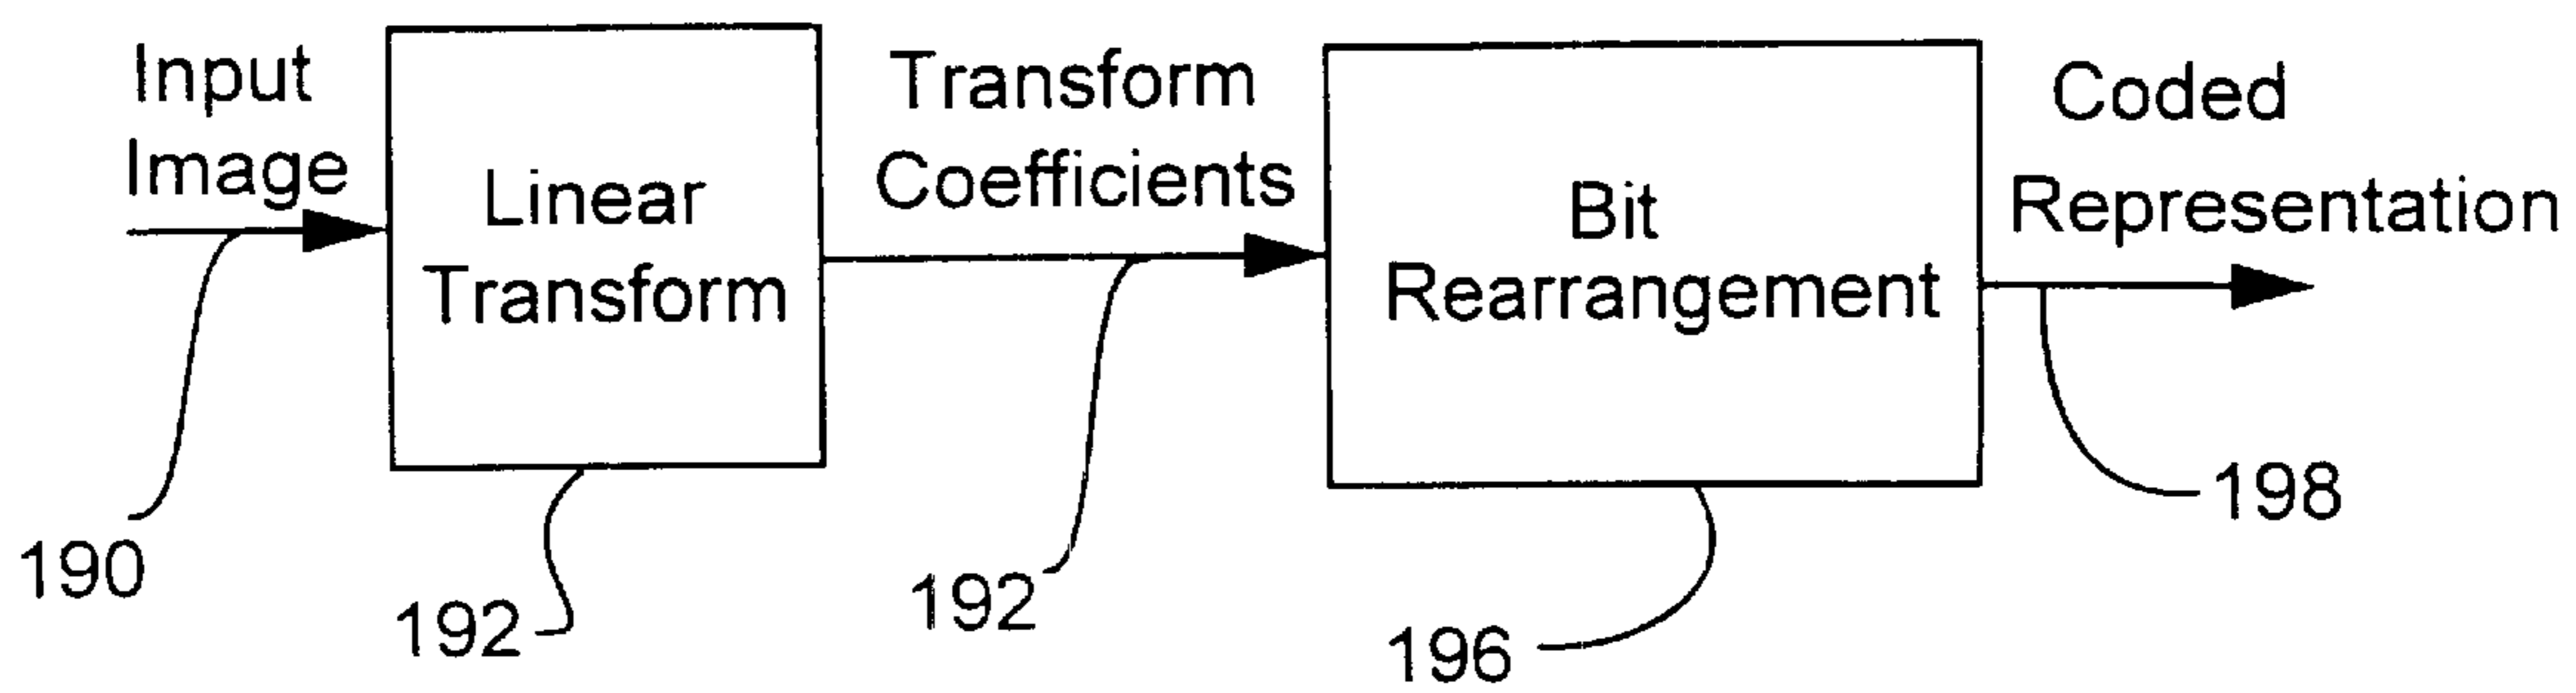 Input
Image
190
Linear
Transform
192
Transform
Coefficients
192
Bit
Rearrangement
196
Coded
Representation
198